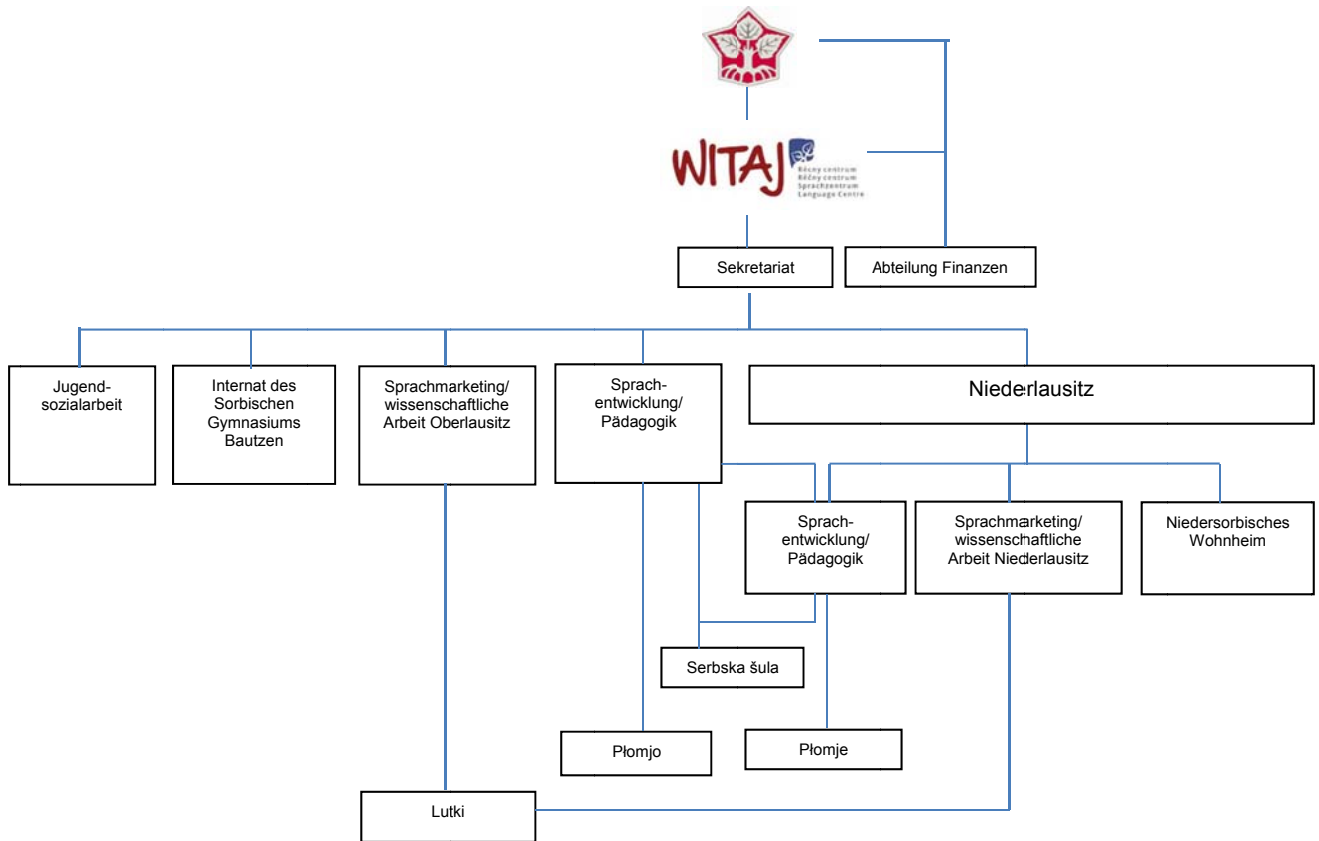 WITAJ
Rěcny centrum
Rěčny centrum
Sprachzentrum
Language Centre
Sekretariat
Abteilung Finanzen
Jugend-
sozialarbeit
Internat des
Sorbischen
Gymnasiums
Bautzen
Sprachmarketing/
wissenschaftliche
Arbeit Oberlausitz
Sprach-
entwicklung/
Pädagogik
Niederlausitz
Sprach-
entwicklung/
Pädagogik
Sprachmarketing/
wissenschaftliche
Arbeit Niederlausitz
Niedersorbisches
Wohnheim
Serbska šula
Płomjo
Płomje
Lutki